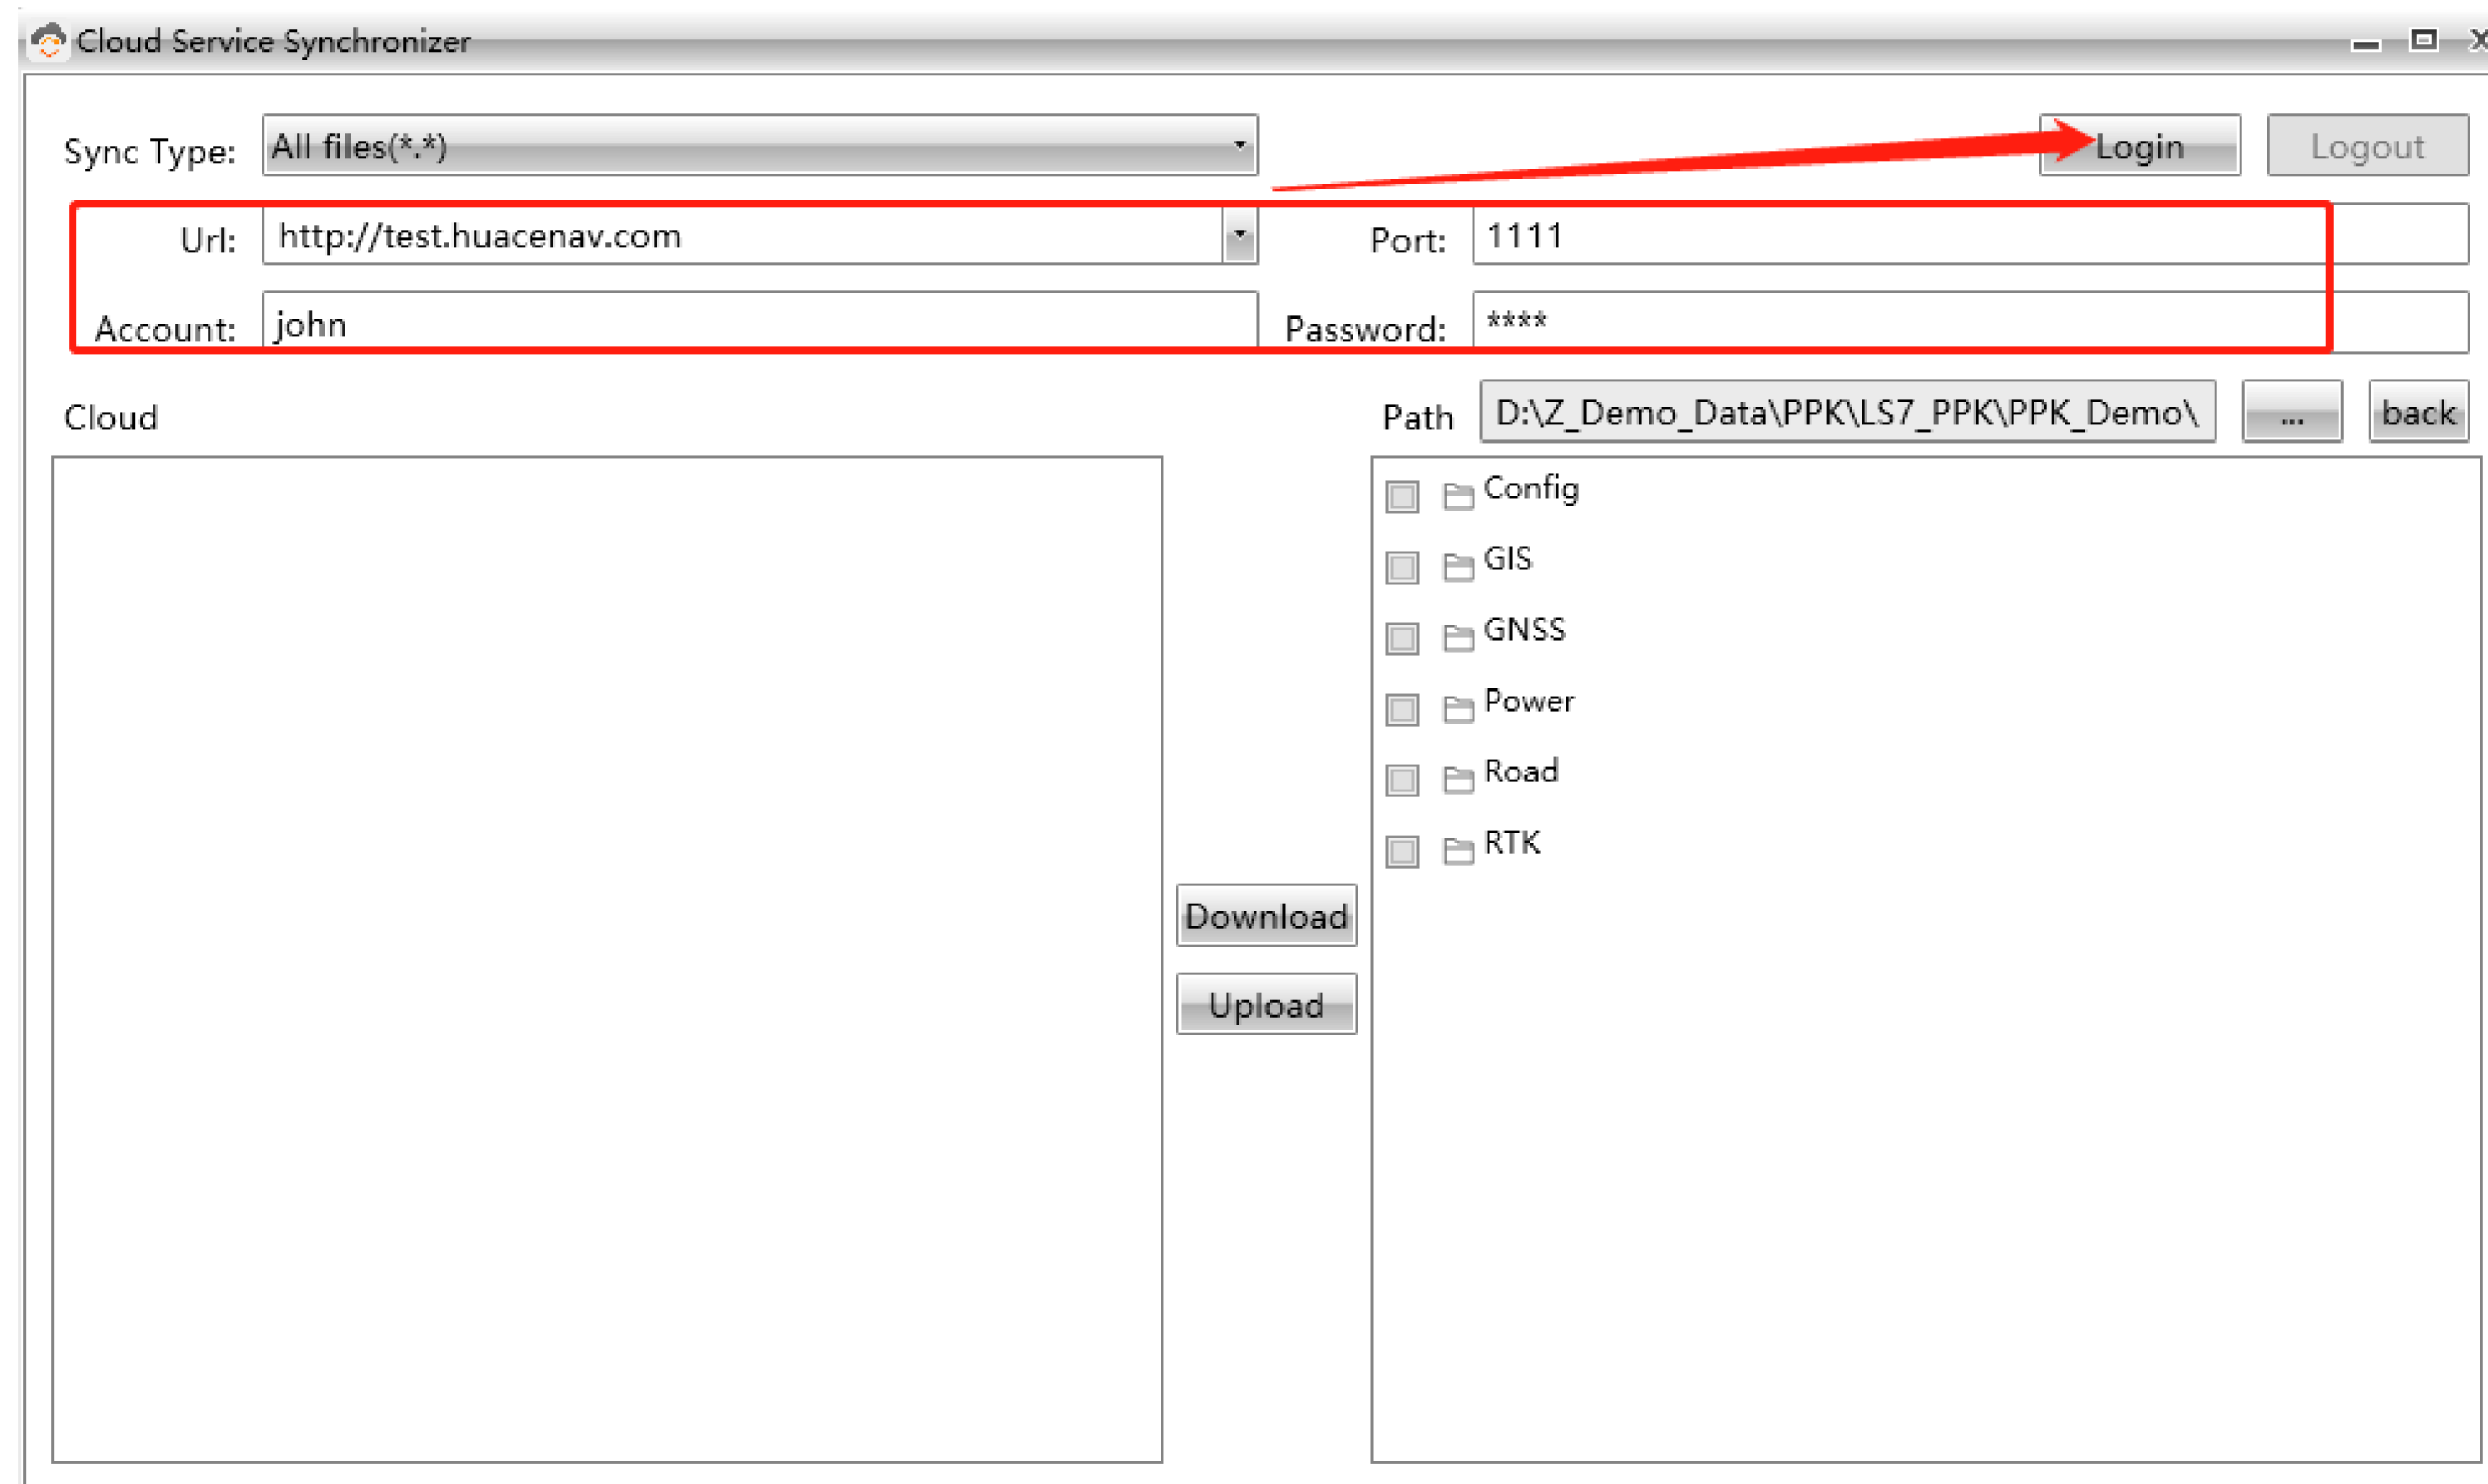 Cloud Service Synchronizer
Sync Type: All files(*.*) Login Logout
Url: http://test.huacenav.com Port: 1111
Account: john Password: ****
Cloud Path D:\Z_Demo_Data\PPK\LS7_PPK\PPK_Demo\ ... back
Config
GIS
GNSS
Power
Road
RTK
Download
Upload